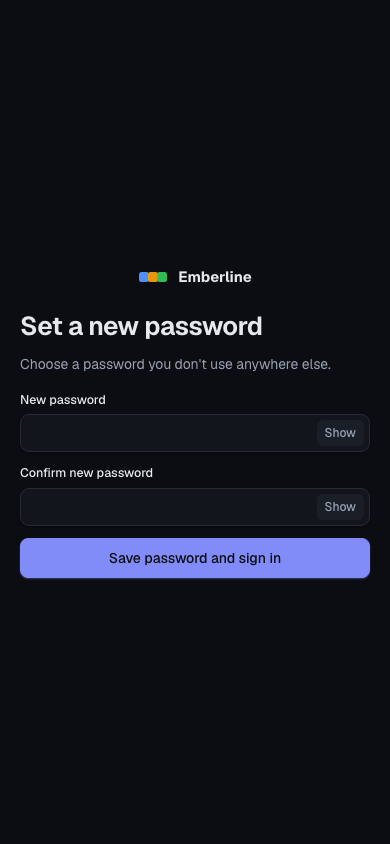 Emberline
Set a new password
Choose a password you don't use anywhere else.
New password
Show
Confirm new password
Show
Save password and sign in